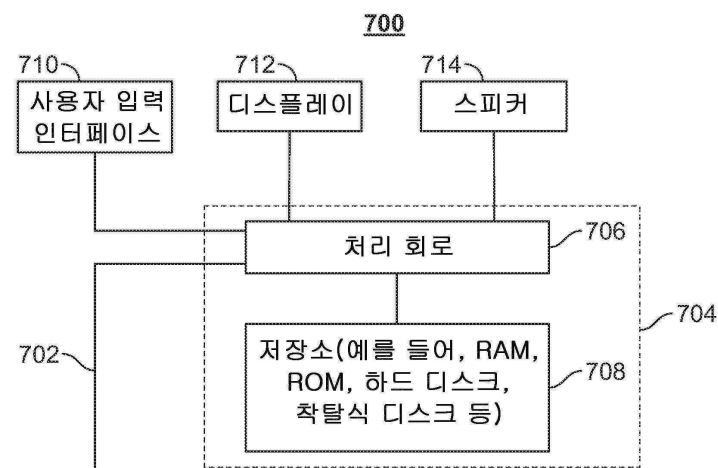 700
710
712
714
사용자 입력
인터페이스
디스플레이
스피커
처리 회로
706
704
702
저장소(예를 들어, RAM,
ROM, 하드 디스크,
착탈식 디스크 등)
708